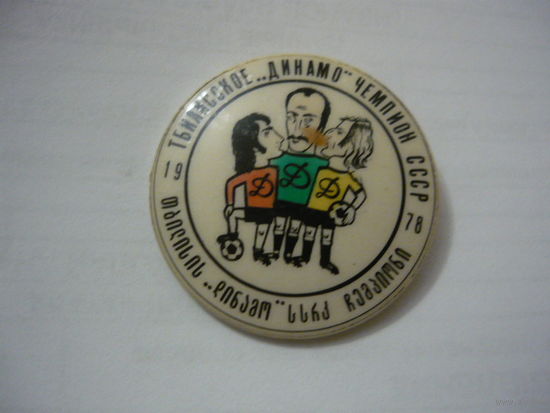 ТБИЛИССКОЕ „ДИНАМО" ЧЕМПИОН СССР
19 78
Д Д Д
თბილისის „დინამო" სსრკ ჩემპიონი